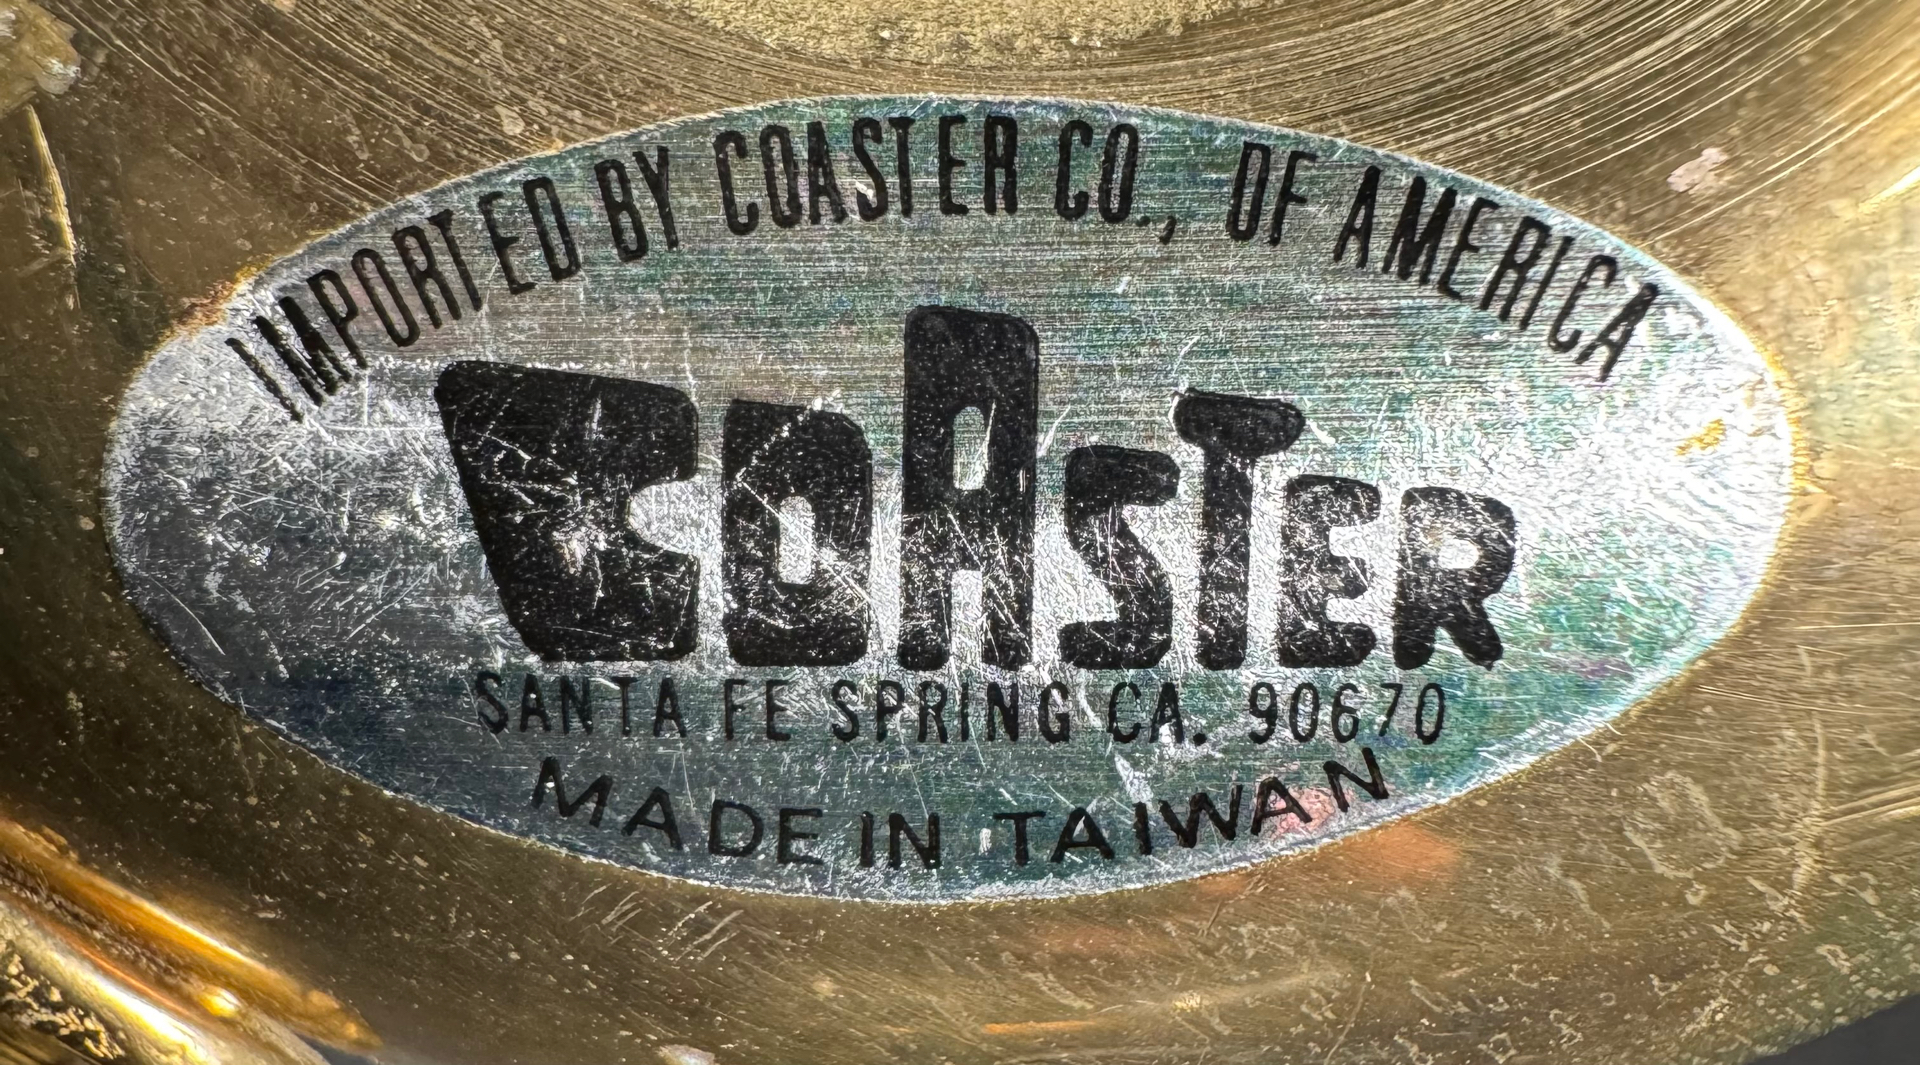 IMPORTED BY COASTER CO., OF AMERICA
COASTER
SANTA FE SPRING CA. 90670
MADE IN TAIWAN